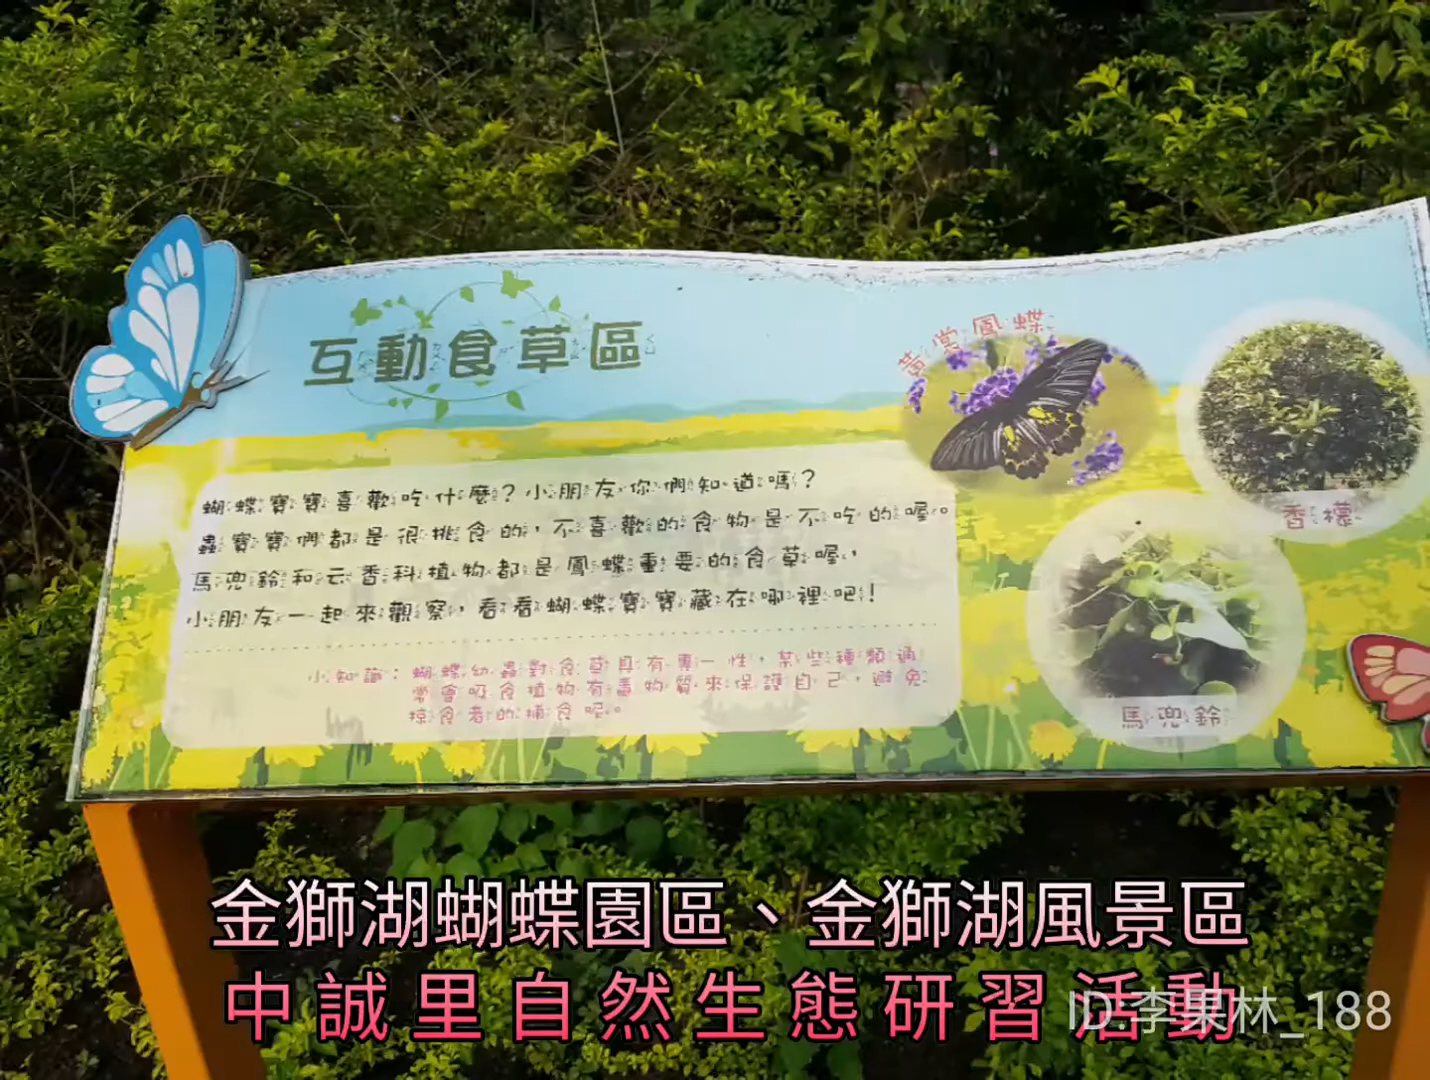 互動食草區
黃裳鳳蝶
香檬
蝴蝶寶寶喜歡吃什麼？小朋友你們知道嗎？
蟲寶寶們都是很挑食的，不喜歡的食物是不吃的喔。
馬兜鈴和云香科植物都是鳳蝶重要的食草喔，
小朋友一起來觀察，看看蝴蝶寶寶藏在哪裡吧！
小知識：蝴蝶幼蟲對食草具有專一性，某些種類通
常會吸食植物有毒物質來保護自己，避免
掠食者的捕食呢。
馬兜鈴
金獅湖蝴蝶園區、金獅湖風景區
中誠里自然生態研習活動
ID:李果林_188